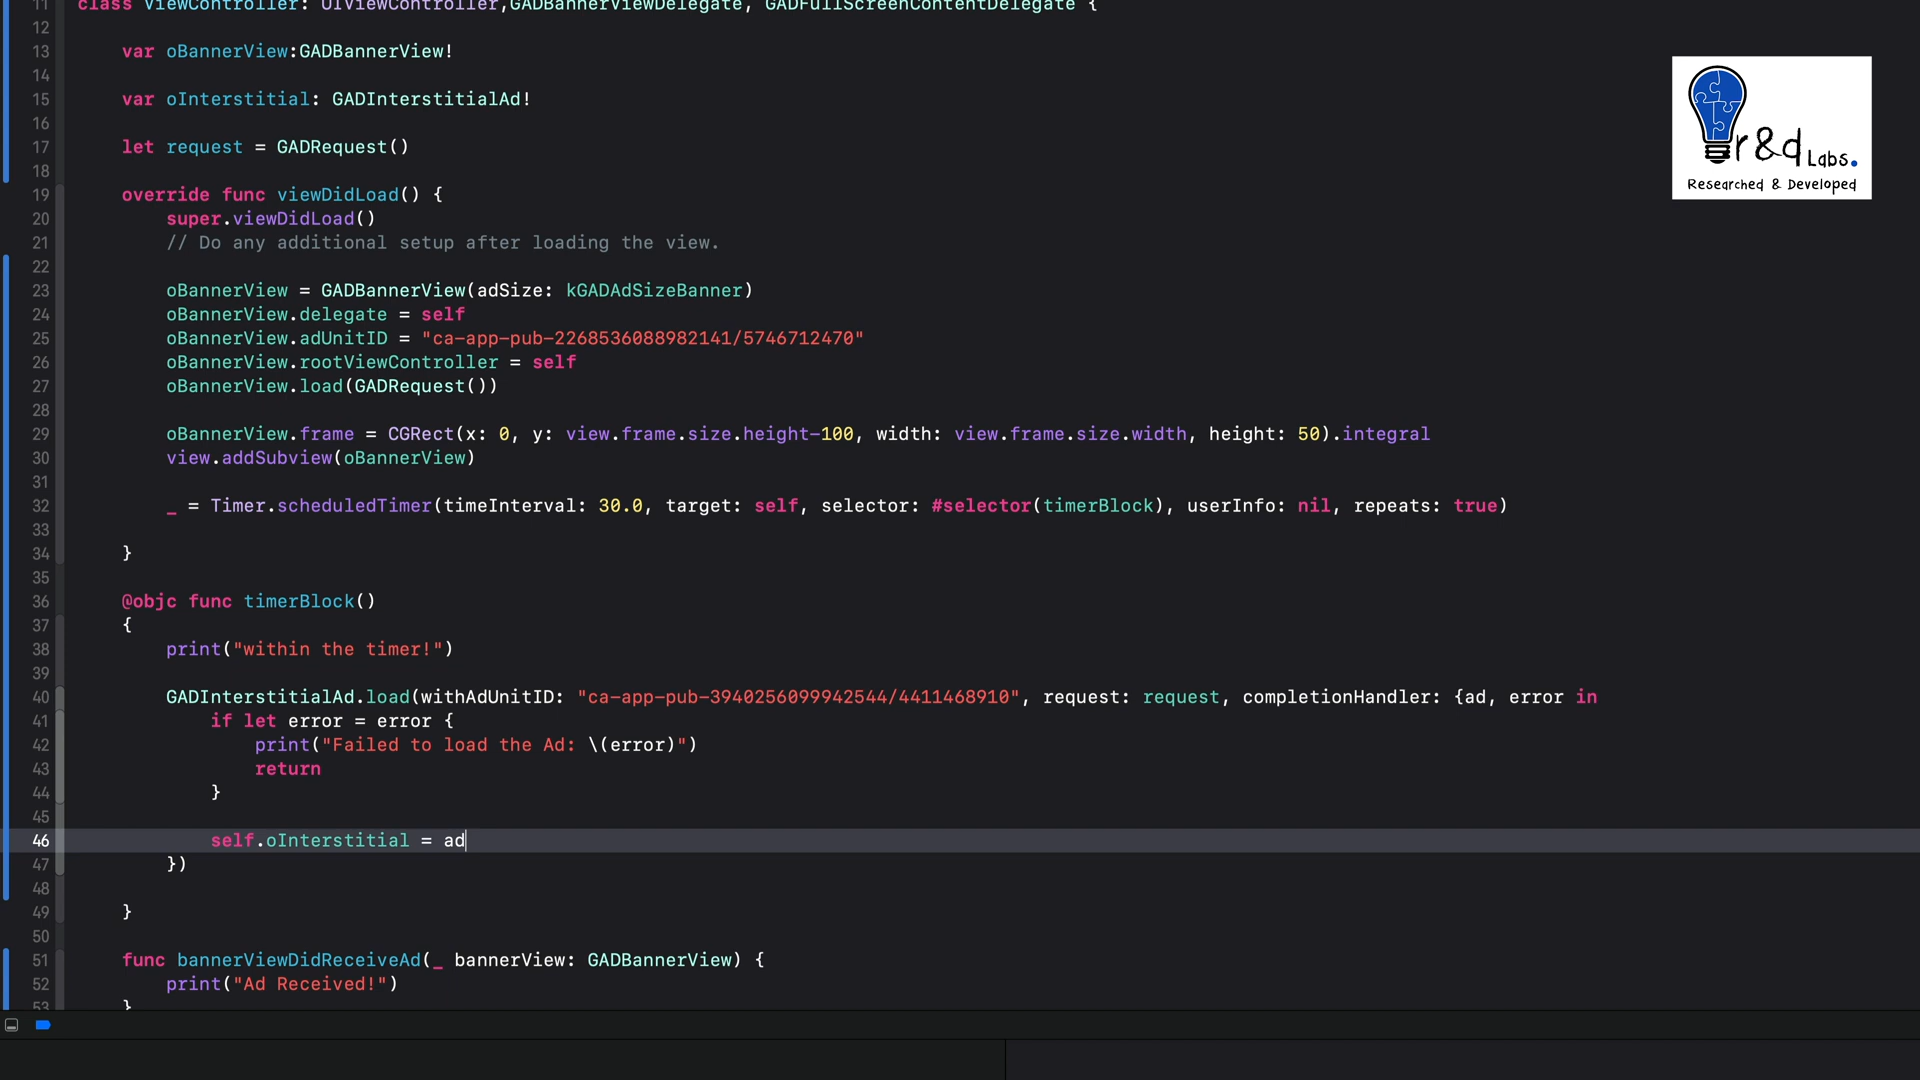 11 class ViewController: UIViewController,GADBannerViewDelegate, GADFullScreenContentDelegate {
12
13 var oBannerView:GADBannerView!
14
15 var oInterstitial: GADInterstitialAd!
16
17 let request = GADRequest()
18
19 override func viewDidLoad() {
20 super.viewDidLoad()
21 // Do any additional setup after loading the view.
22
23 oBannerView = GADBannerView(adSize: kGADAdSizeBanner)
24 oBannerView.delegate = self
25 oBannerView.adUnitID = "ca-app-pub-2268536088982141/5746712470"
26 oBannerView.rootViewController = self
27 oBannerView.load(GADRequest())
28
29 oBannerView.frame = CGRect(x: 0, y: view.frame.size.height-100, width: view.frame.size.width, height: 50).integral
30 view.addSubview(oBannerView)
31
32 _ = Timer.scheduledTimer(timeInterval: 30.0, target: self, selector: #selector(timerBlock), userInfo: nil, repeats: true)
33
34 }
35
36 @objc func timerBlock()
37 {
38 print("within the timer!")
39
40 GADInterstitialAd.load(withAdUnitID: "ca-app-pub-3940256099942544/4411468910", request: request, completionHandler: {ad, error in
41 if let error = error {
42 print("Failed to load the Ad: \(error)")
43 return
44 }
45
46 self.oInterstitial = ad
47 })
48
49 }
50
51 func bannerViewDidReceiveAd(_ bannerView: GADBannerView) {
52 print("Ad Received!")
53 }
r&d Labs.
Researched & Developed